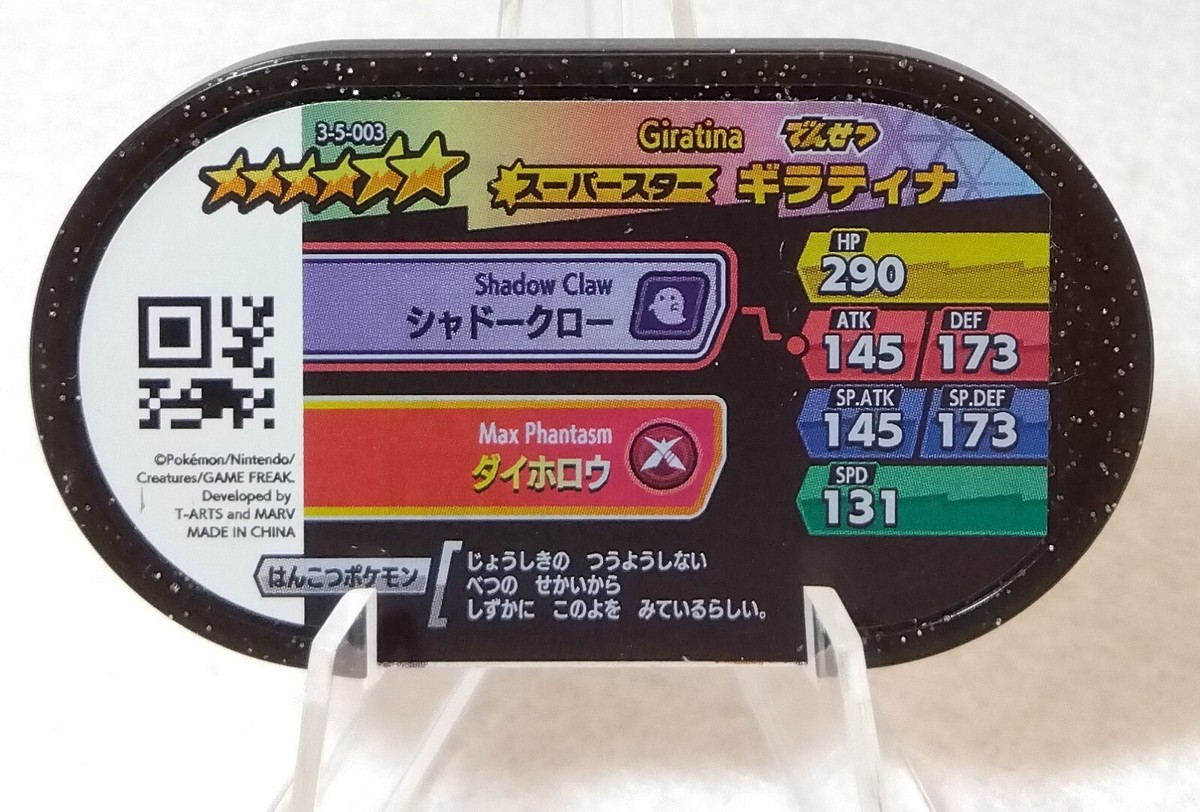 3-5-003
Giratina でんせつ
スーパースター ギラティナ
Shadow Claw
シャドークロー
Max Phantasm
ダイホロウ
HP
290
ATK DEF
145 173
SP.ATK SP.DEF
145 173
SPD
131
©Pokémon/Nintendo/
Creatures/GAME FREAK.
Developed by
T-ARTS and MARV
MADE IN CHINA
はんこつポケモン
じょうしきの つうようしない
べつの せかいから
しずかに このよを みているらしい。